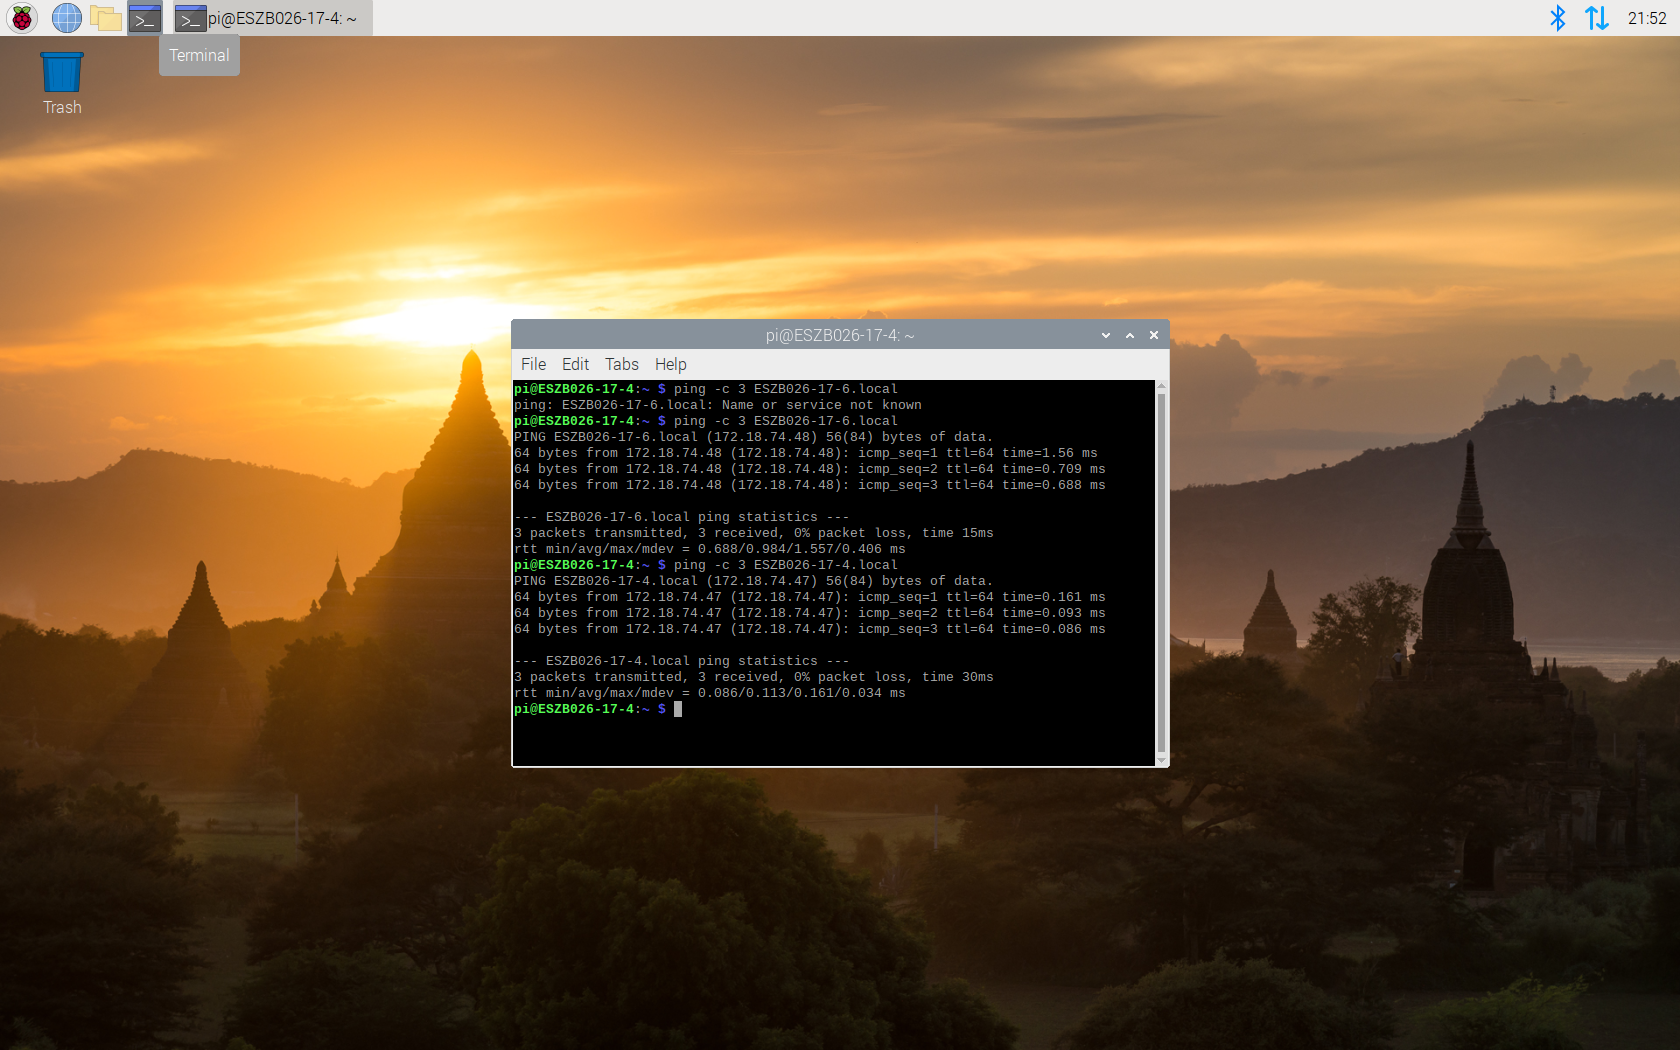 pi@ESZB026-17-4: ~
21:52
Terminal
Trash
pi@ESZB026-17-4: ~
File Edit Tabs Help
pi@ESZB026-17-4:~ $ ping -c 3 ESZB026-17-6.local
ping: ESZB026-17-6.local: Name or service not known
pi@ESZB026-17-4:~ $ ping -c 3 ESZB026-17-6.local
PING ESZB026-17-6.local (172.18.74.48) 56(84) bytes of data.
64 bytes from 172.18.74.48 (172.18.74.48): icmp_seq=1 ttl=64 time=1.56 ms
64 bytes from 172.18.74.48 (172.18.74.48): icmp_seq=2 ttl=64 time=0.709 ms
64 bytes from 172.18.74.48 (172.18.74.48): icmp_seq=3 ttl=64 time=0.688 ms
--- ESZB026-17-6.local ping statistics ---
3 packets transmitted, 3 received, 0% packet loss, time 15ms
rtt min/avg/max/mdev = 0.688/0.984/1.557/0.406 ms
pi@ESZB026-17-4:~ $ ping -c 3 ESZB026-17-4.local
PING ESZB026-17-4.local (172.18.74.47) 56(84) bytes of data.
64 bytes from 172.18.74.47 (172.18.74.47): icmp_seq=1 ttl=64 time=0.161 ms
64 bytes from 172.18.74.47 (172.18.74.47): icmp_seq=2 ttl=64 time=0.093 ms
64 bytes from 172.18.74.47 (172.18.74.47): icmp_seq=3 ttl=64 time=0.086 ms
--- ESZB026-17-4.local ping statistics ---
3 packets transmitted, 3 received, 0% packet loss, time 30ms
rtt min/avg/max/mdev = 0.086/0.113/0.161/0.034 ms
pi@ESZB026-17-4:~ $